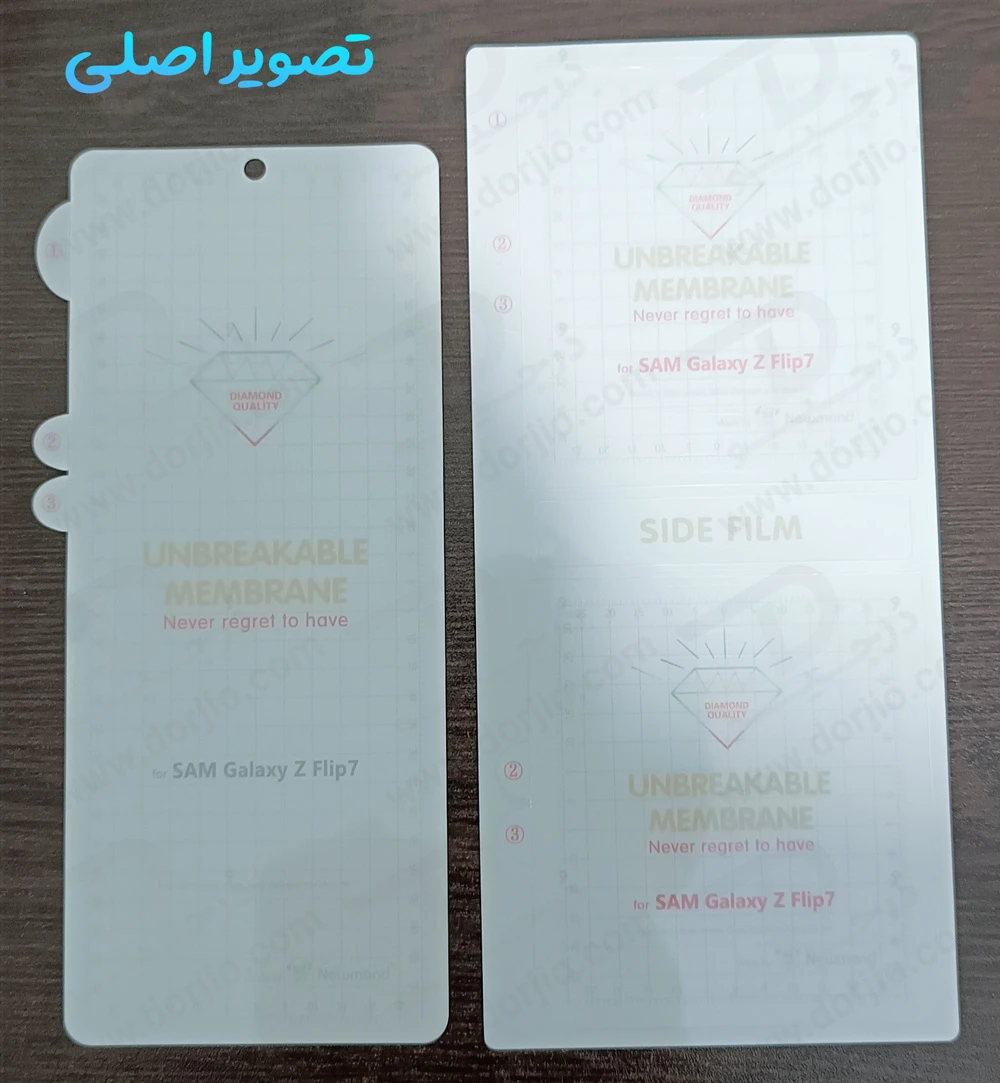 تصویر اصلی
①
DIAMOND
QUALITY
②
③
UNBREAKABLE
MEMBRANE
Never regret to have
for SAM Galaxy Z Flip7
①
DIAMOND
QUALITY
②
UNBREAKABLE
MEMBRANE
③
Never regret to have
for SAM Galaxy Z Flip7
SIDE FILM
DIAMOND
QUALITY
②
UNBREAKABLE
MEMBRANE
③
Never regret to have
for SAM Galaxy Z Flip7
www.dorjio.com